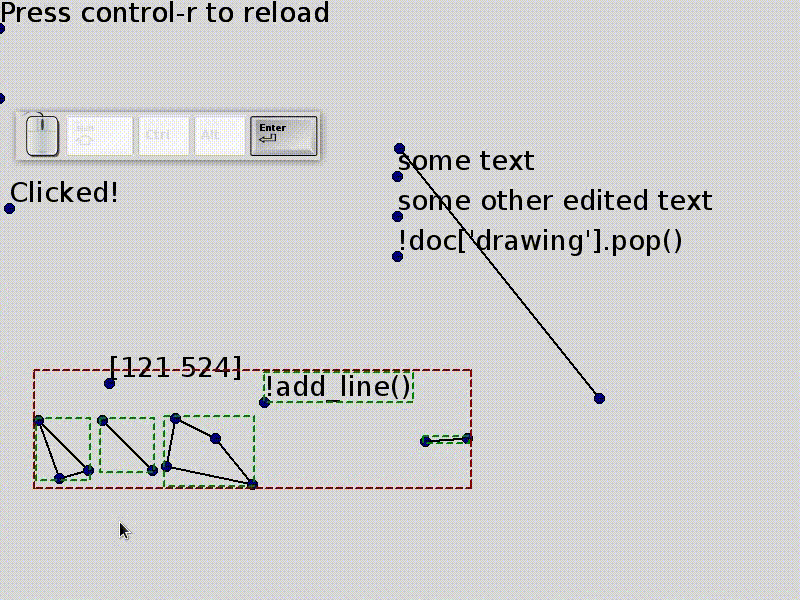 Press control-r to reload
Shift
Ctrl
Alt
Enter
some text
Clicked!
some other edited text
!doc['drawing'].pop()
[121 524]
!add_line()